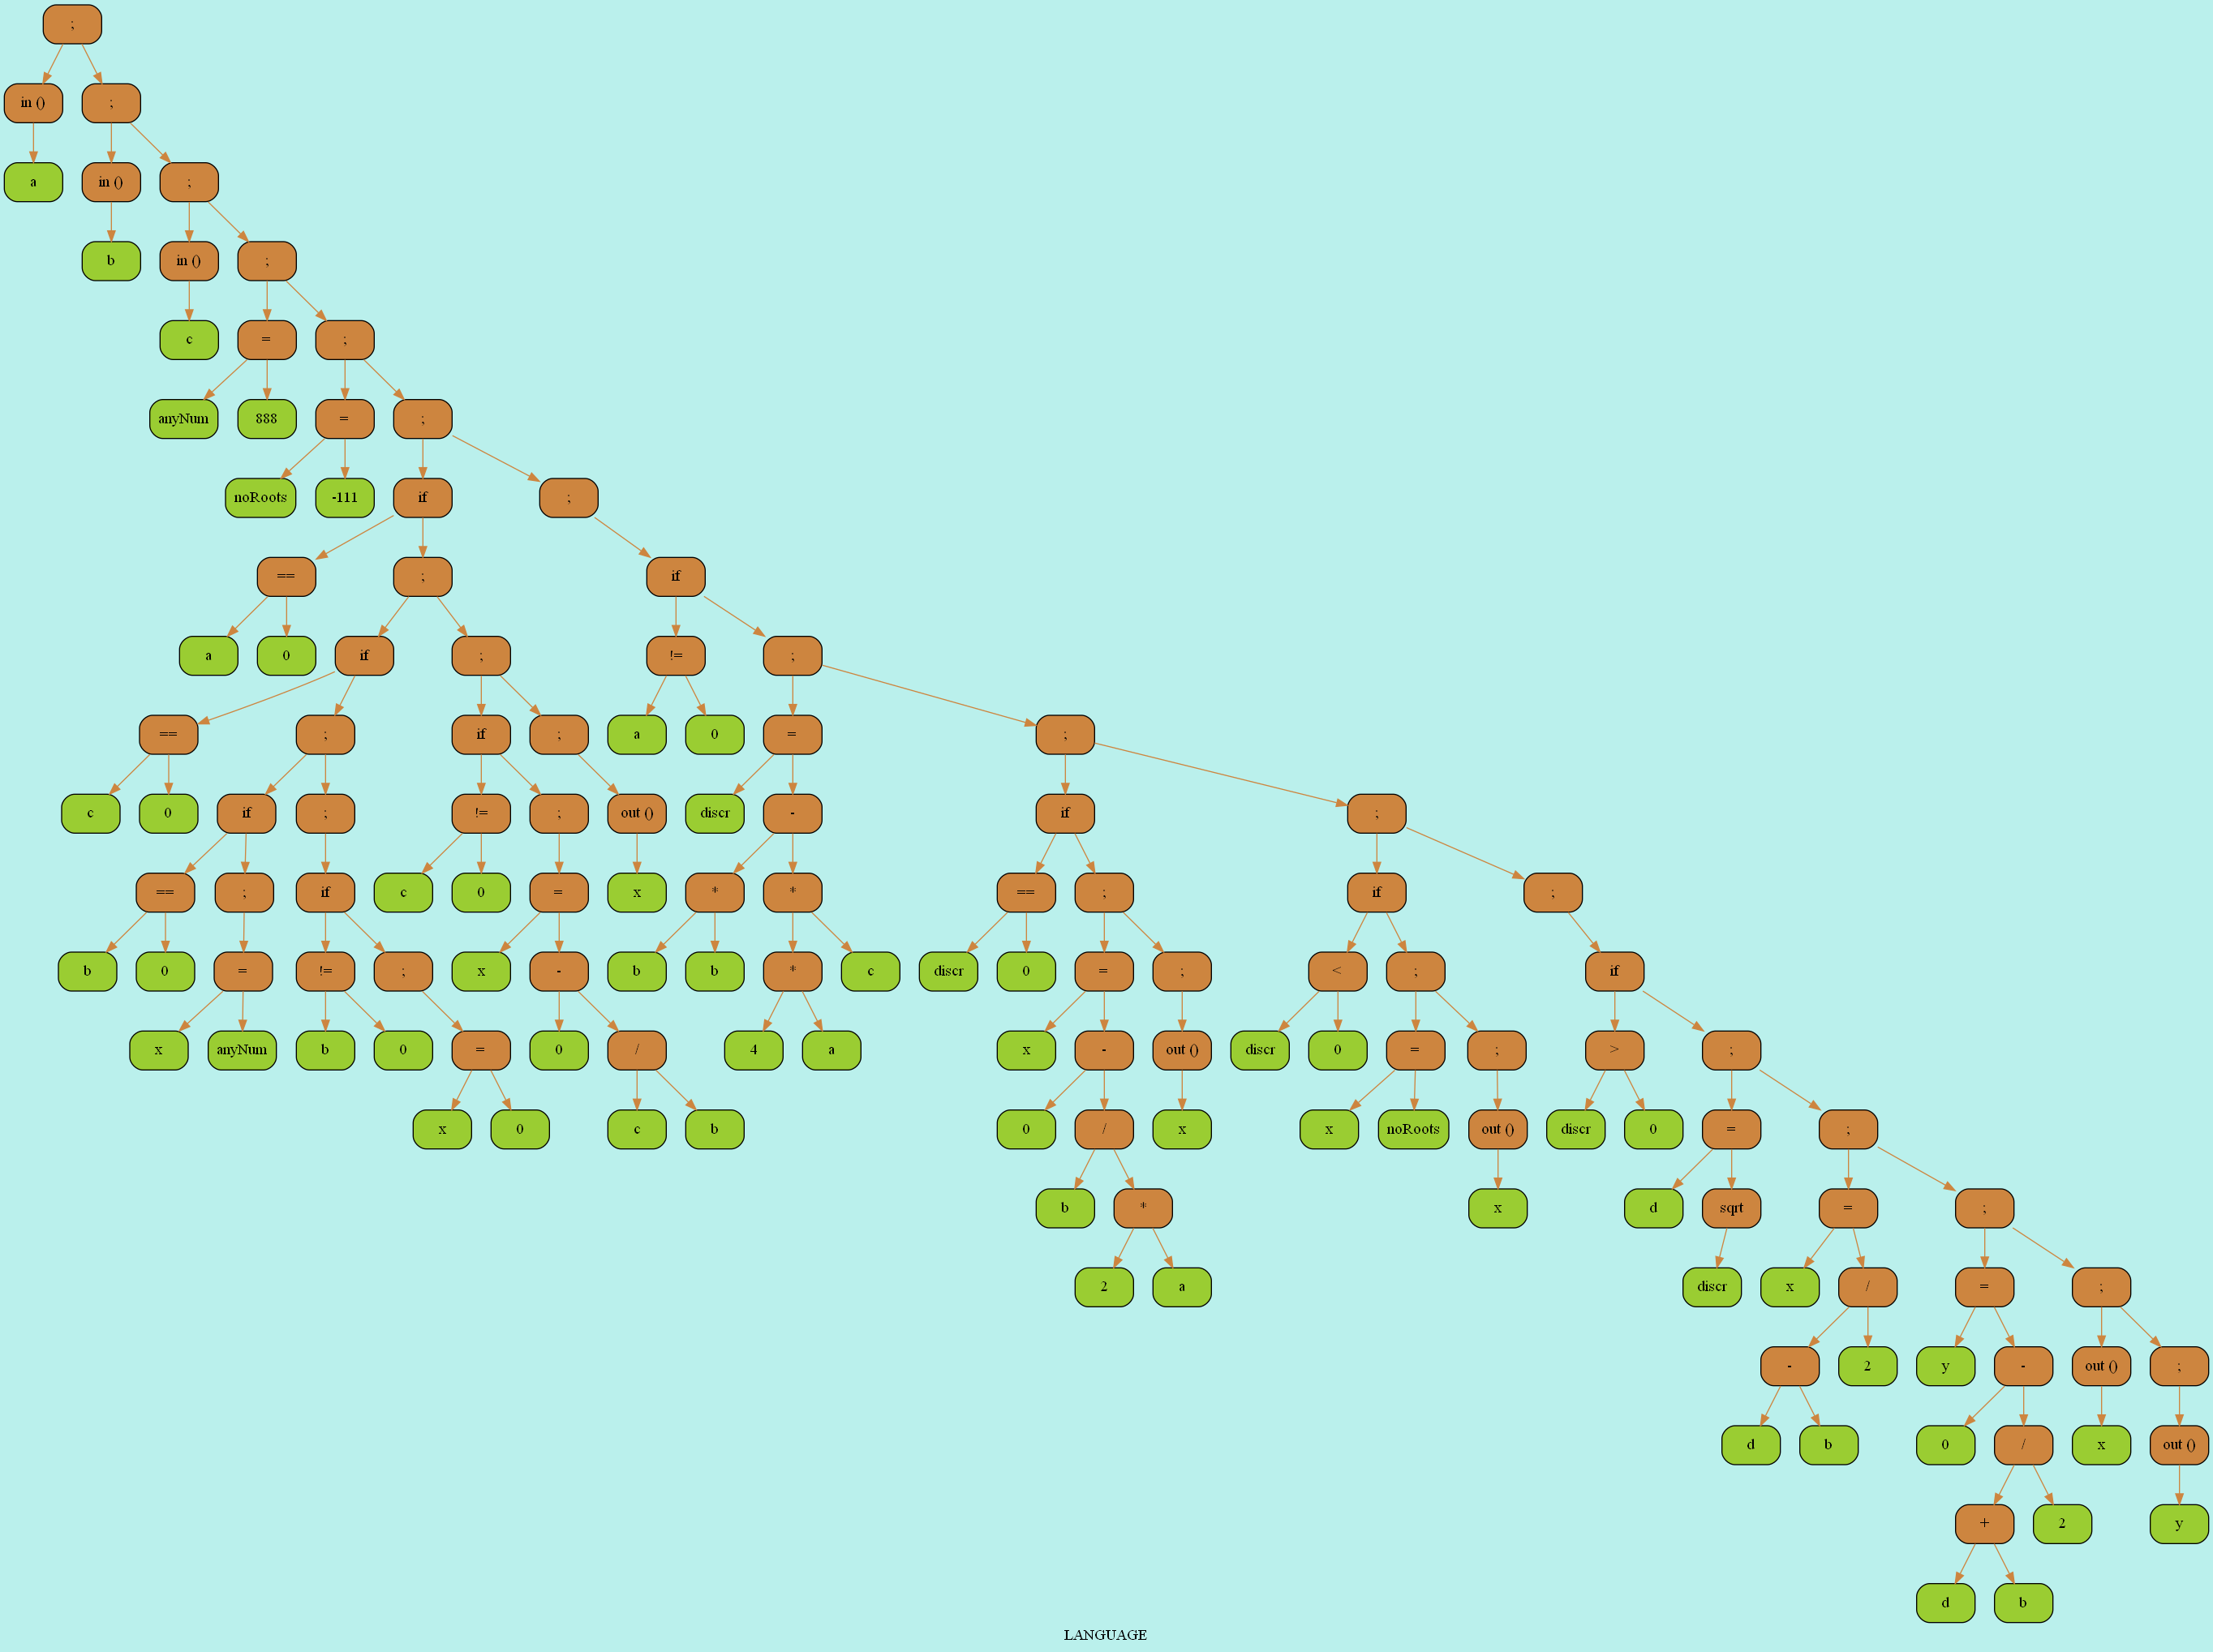 ;
in () ;
a in () ;
b in () ;
c = ;
anyNum 888 = ;
noRoots -111 if ;
== ; if
a 0 if ; != ;
== ; if ; a 0 = ;
c 0 if ; != ; out () discr - if ;
== ; if c 0 = x * * == ; if ;
b 0 = != ; x - b b * c discr 0 = ; < ; if
x anyNum b 0 = 0 / 4 a x - out () discr 0 = ; > ;
x 0 c b 0 / x x noRoots out () discr 0 = ;
b * x d sqrt = ;
2 a discr x / = ;
- 2 y - out () ;
d b 0 / x out ()
+ 2 y
d b
LANGUAGE